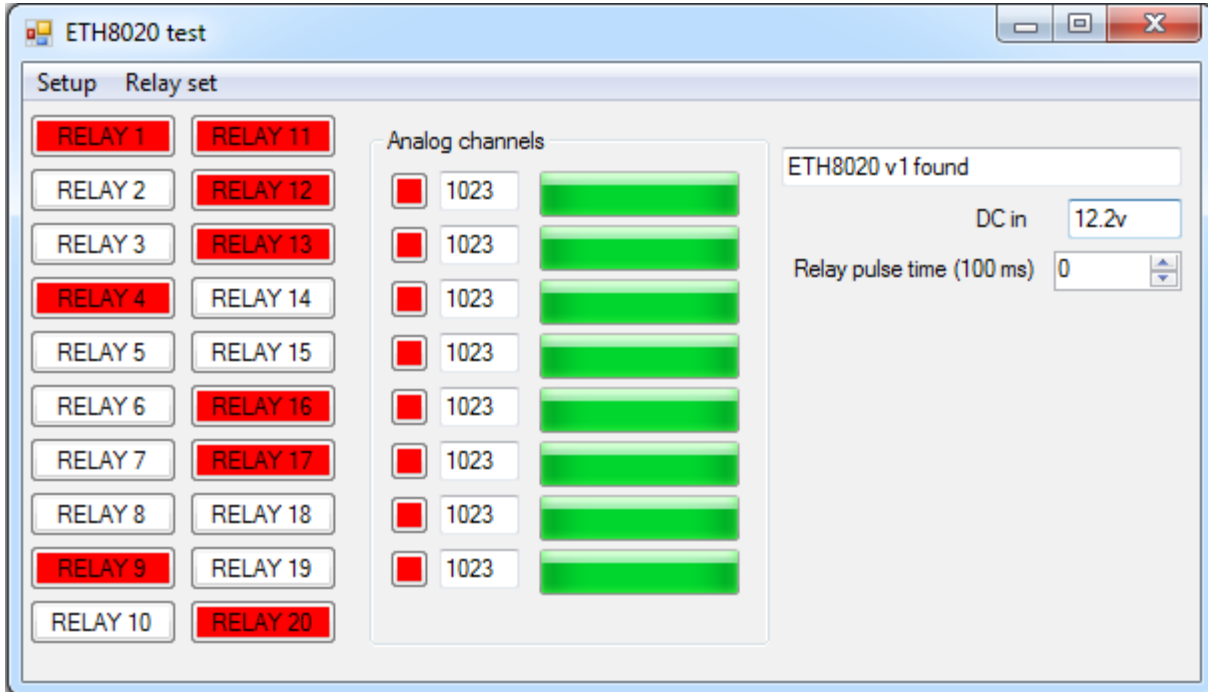 ETH8020 test
Setup Relay set
RELAY 1 RELAY 11
RELAY 2 RELAY 12
RELAY 3 RELAY 13
RELAY 4 RELAY 14
RELAY 5 RELAY 15
RELAY 6 RELAY 16
RELAY 7 RELAY 17
RELAY 8 RELAY 18
RELAY 9 RELAY 19
RELAY 10 RELAY 20
Analog channels
1023
1023
1023
1023
1023
1023
1023
1023
ETH8020 v1 found
DC in 12.2v
Relay pulse time (100 ms) 0